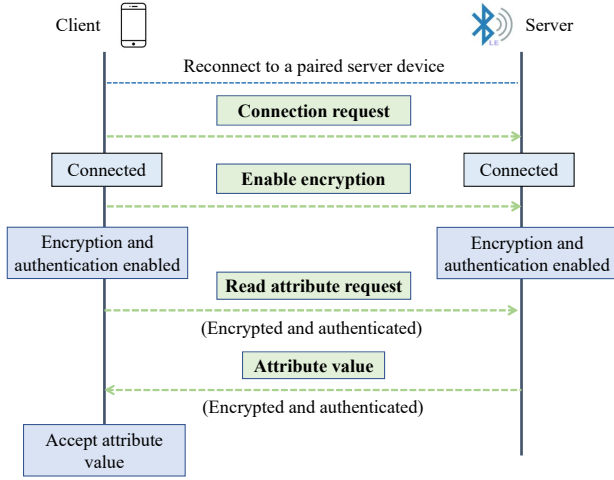 Client
Server
LE
Reconnect to a paired server device
Connection request
Connected
Connected
Enable encryption
Encryption and
authentication enabled
Encryption and
authentication enabled
Read attribute request
(Encrypted and authenticated)
Attribute value
(Encrypted and authenticated)
Accept attribute
value